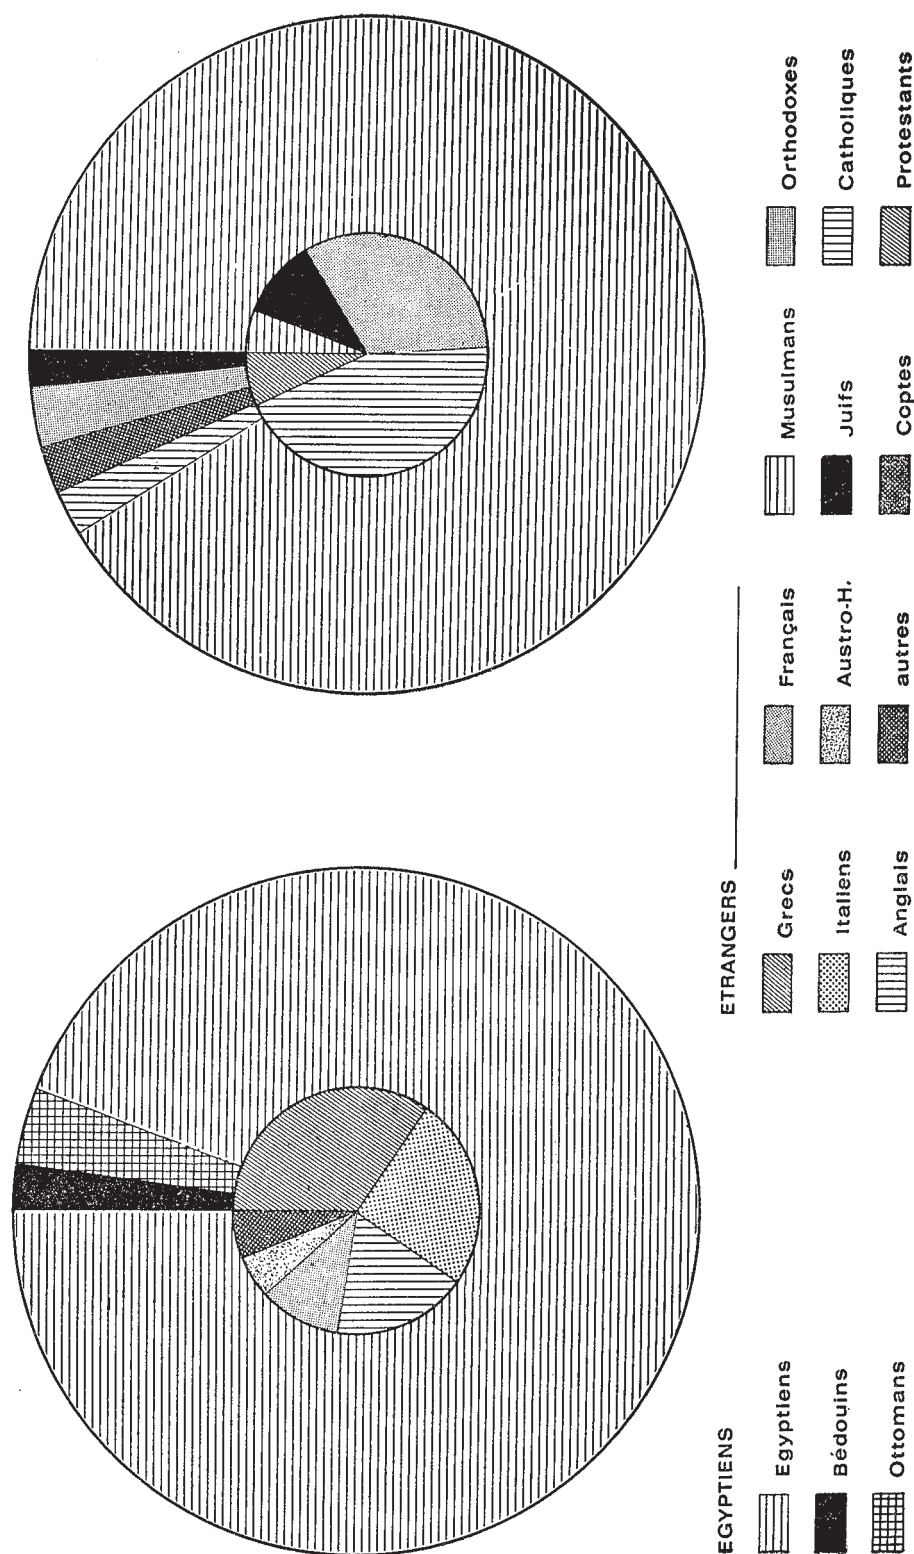 EGYPTIENS
Egyptiens
Bédouins
Ottomans
ETRANGERS
Grecs
Italiens
Anglais
Français
Austro-H.
autres
Musulmans
Juifs
Coptes
Orthodoxes
Catholiques
Protestants